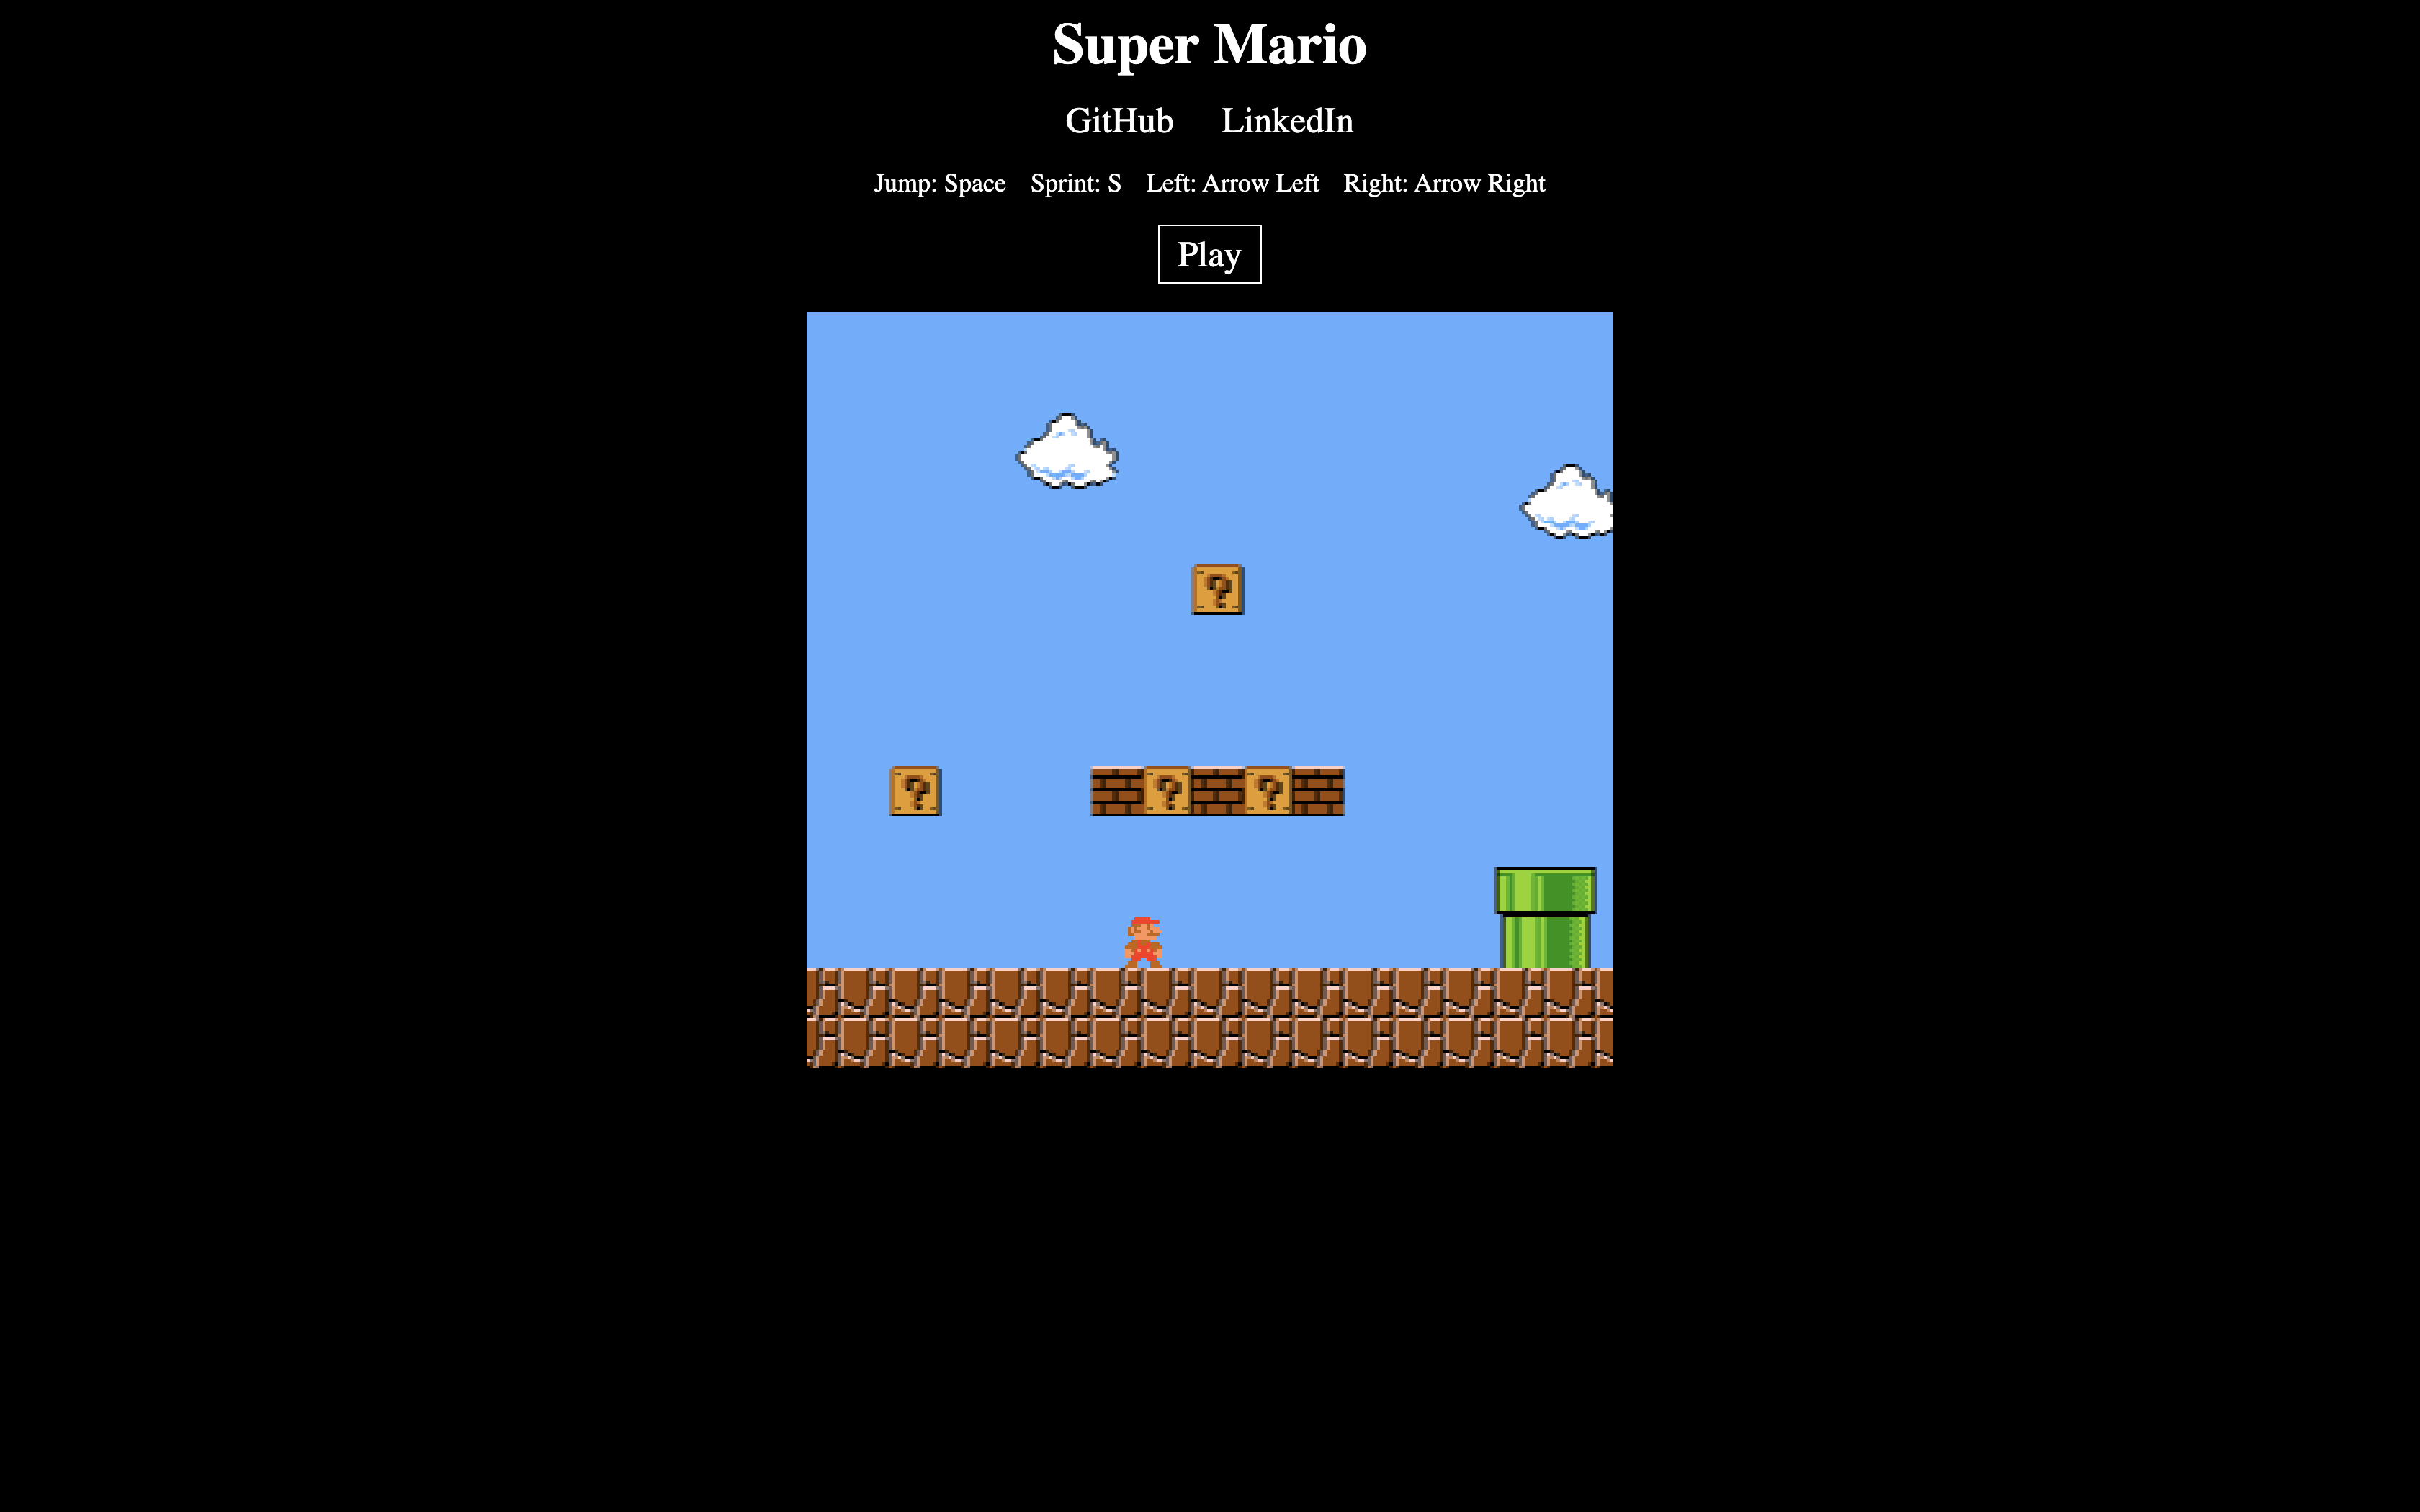 Super Mario
GitHub LinkedIn
Jump: Space Sprint: S Left: Arrow Left Right: Arrow Right
Play
?
? ? ?